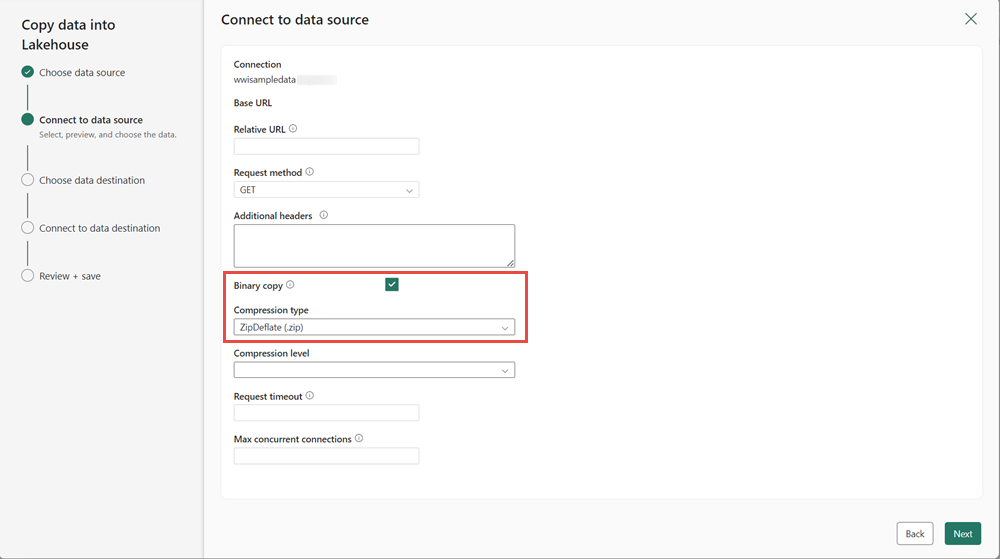 Copy data into
Lakehouse
Choose data source
Connect to data source
Select, preview, and choose the data.
Choose data destination
Connect to data destination
Review + save
Connect to data source
Connection
wwisampledata
Base URL
Relative URL
Request method
GET
Additional headers
Binary copy
Compression type
ZipDeflate (.zip)
Compression level
Request timeout
Max concurrent connections
Back
Next